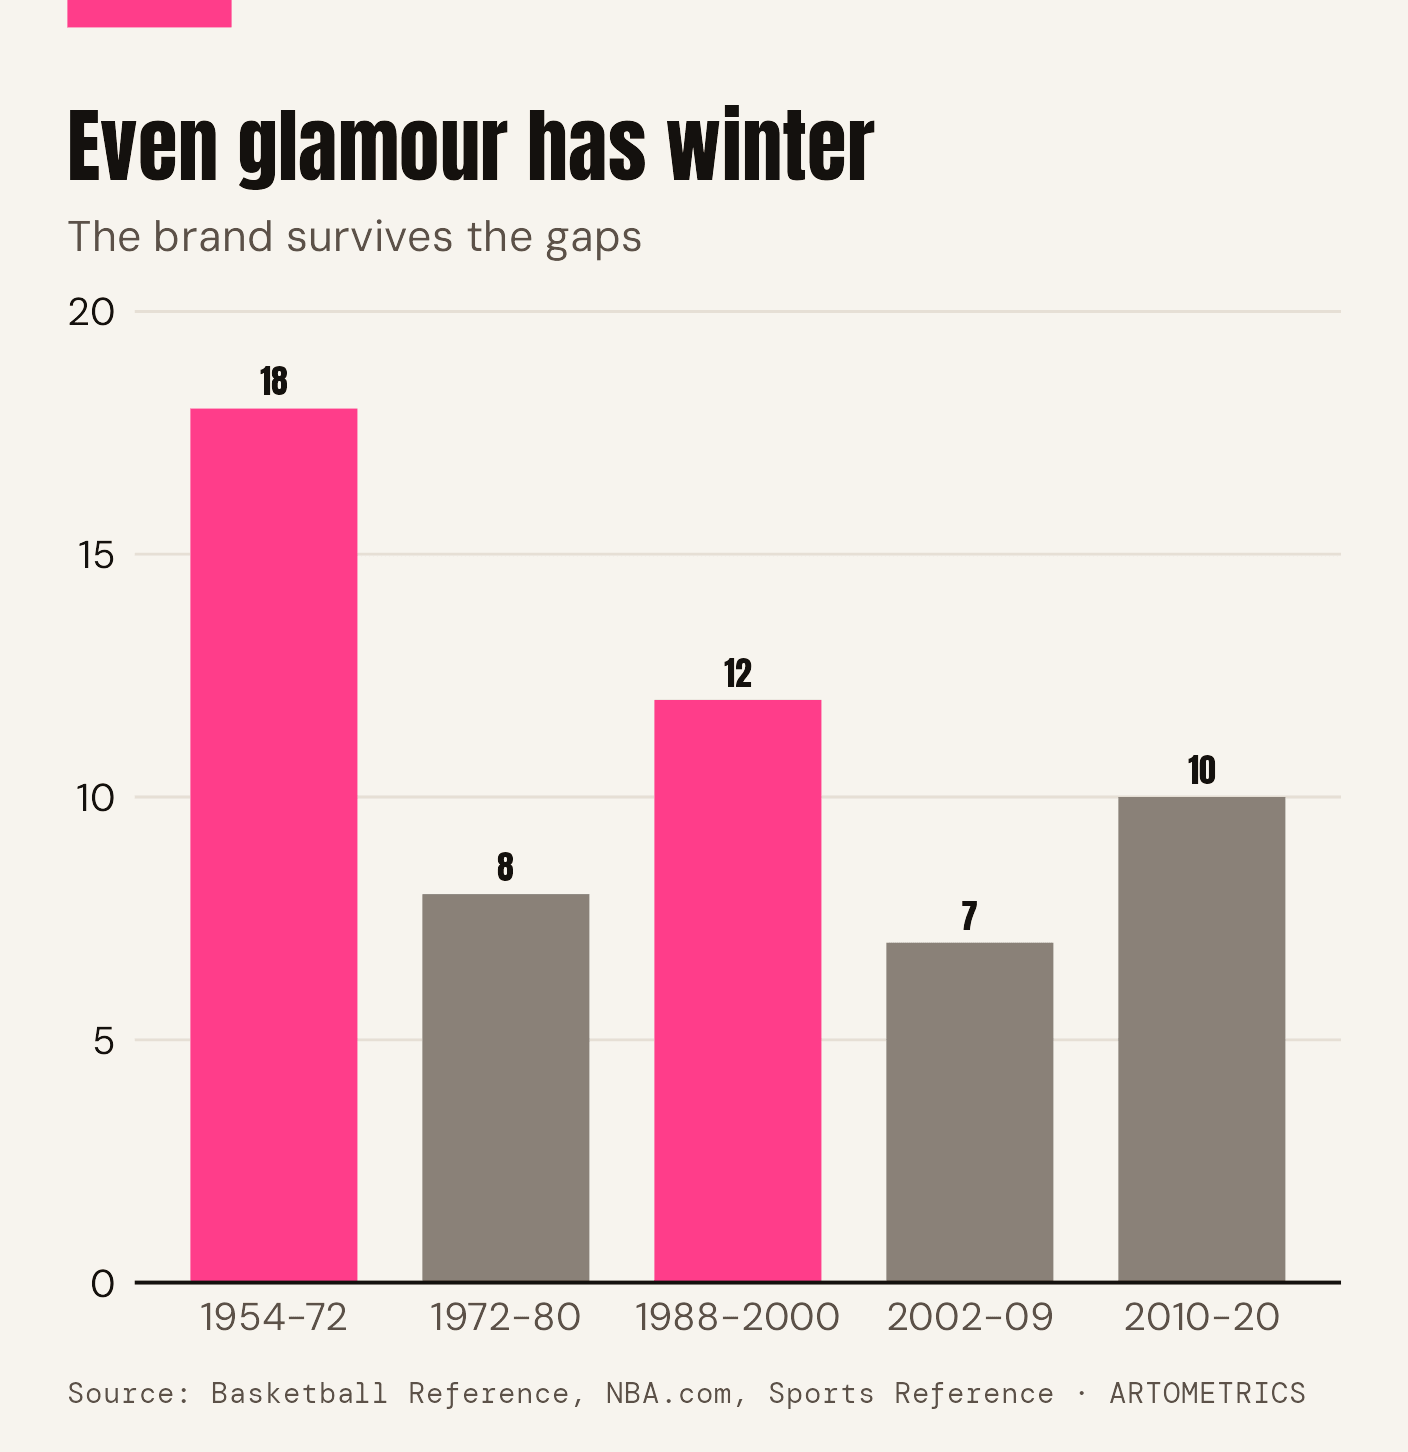 Even glamour has winter
The brand survives the gaps
20
18
15
12
10
10
8
7
5
0
1954–72 1972–80 1988–2000 2002–09 2010–20
Source: Basketball Reference, NBA.com, Sports Reference · ARTOMETRICS